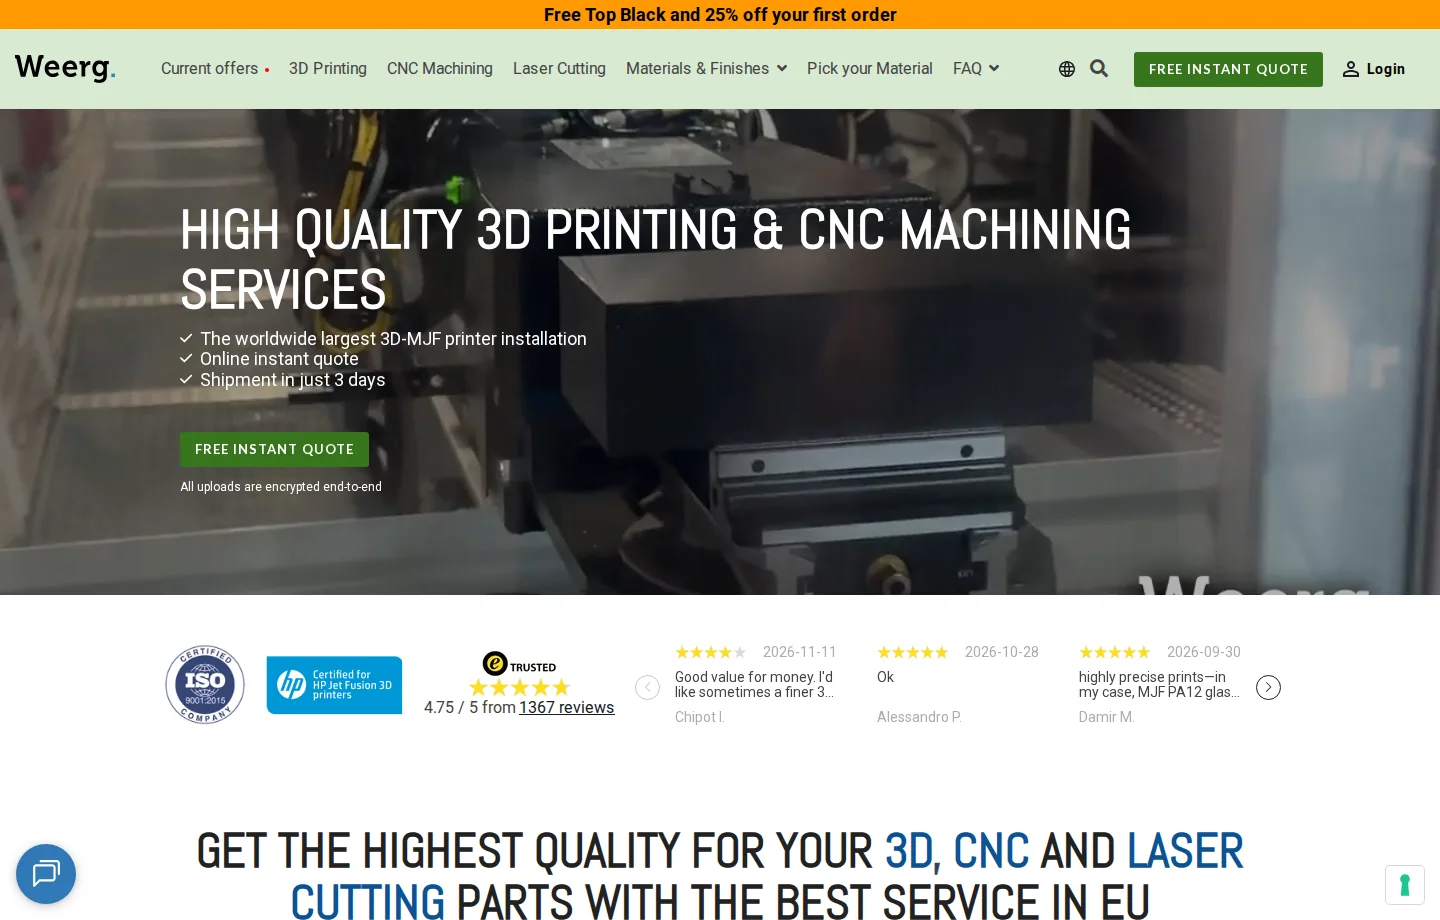 Free Top Black and 25% off your first order
Weerg.
Current offers
3D Printing
CNC Machining
Laser Cutting
Materials & Finishes
Pick your Material
FAQ
FREE INSTANT QUOTE
Login
HIGH QUALITY 3D PRINTING & CNC MACHINING
SERVICES
The worldwide largest 3D-MJF printer installation
Online instant quote
Shipment in just 3 days
FREE INSTANT QUOTE
All uploads are encrypted end-to-end
Weerg
CERTIFIED
ISO
9001:2015
COMPANY
hp
Certified for
HP Jet Fusion 3D
printers
e TRUSTED
4.75 / 5 from 1367 reviews
2026-11-11
Good value for money. I'd
like sometimes a finer 3...
Chipot I.
2026-10-28
Ok
Alessandro P.
2026-09-30
highly precise prints—in
my case, MJF PA12 glas...
Damir M.
GET THE HIGHEST QUALITY FOR YOUR 3D, CNC AND LASER
CUTTING PARTS WITH THE BEST SERVICE IN EU